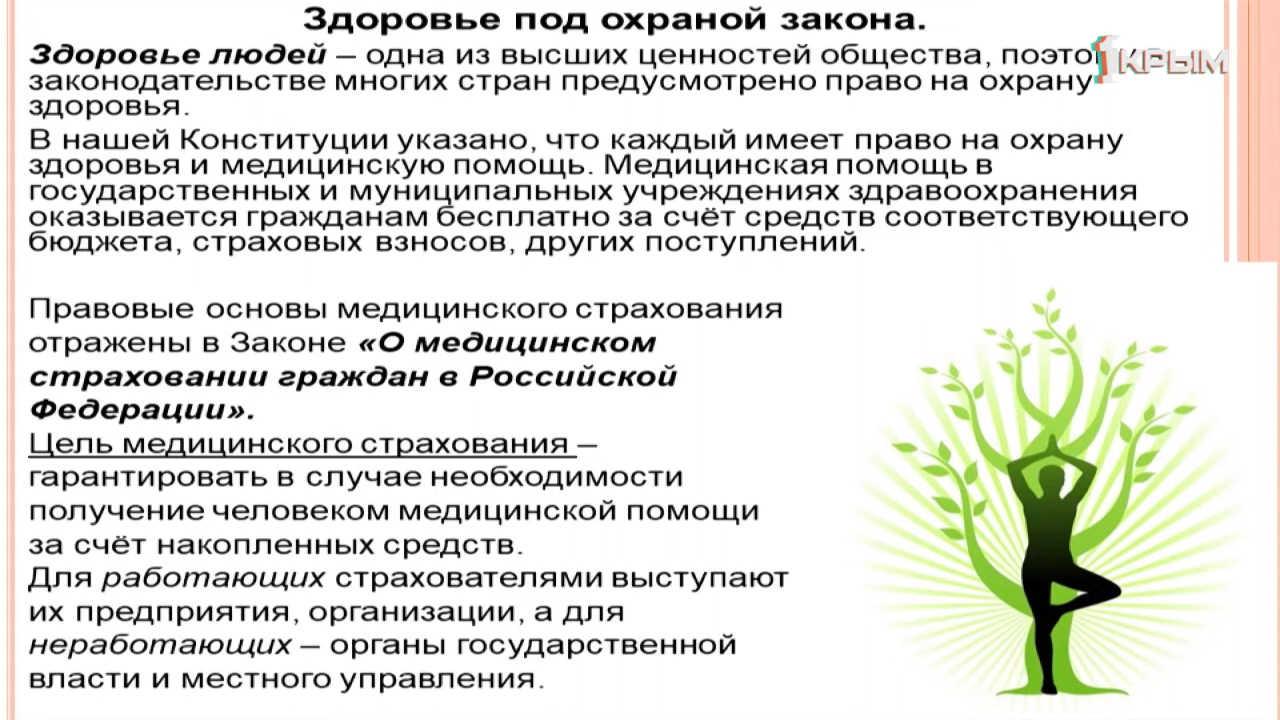 Здоровье под охраной закона.
Здоровье людей – одна из высших ценностей общества, поэтому
законодательстве многих стран предусмотрено право на охрану
здоровья.
1 КРЫМ
В нашей Конституции указано, что каждый имеет право на охрану
здоровья и медицинскую помощь. Медицинская помощь в
государственных и муниципальных учреждениях здравоохранения
оказывается гражданам бесплатно за счёт средств соответствующего
бюджета, страховых взносов, других поступлений.
Правовые основы медицинского страхования
отражены в Законе «О медицинском
страховании граждан в Российской
Федерации».
Цель медицинского страхования –
гарантировать в случае необходимости
получение человеком медицинской помощи
за счёт накопленных средств.
Для работающих страхователями выступают
их предприятия, организации, а для
неработающих – органы государственной
власти и местного управления.